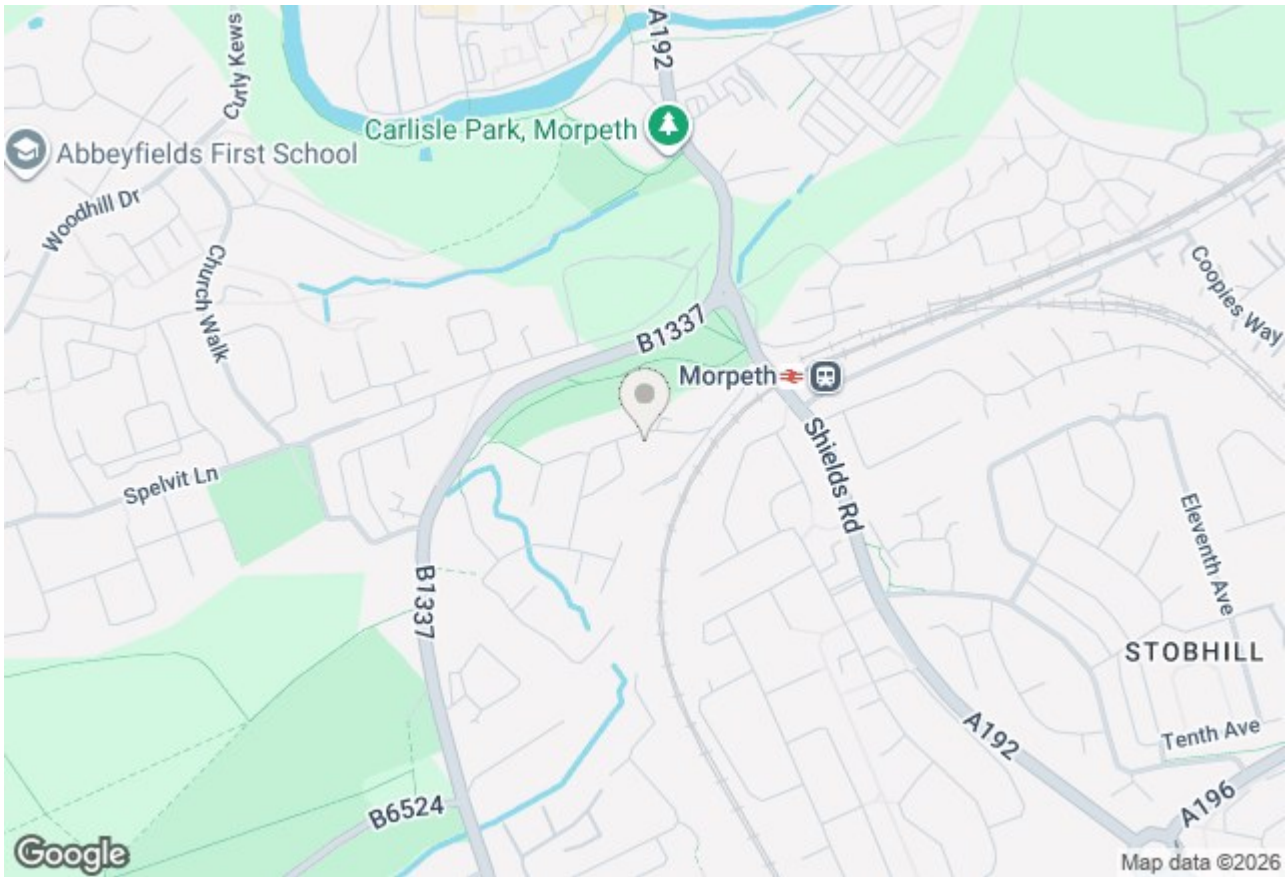 A192
Curly Kews
Carlisle Park, Morpeth
Abbeyfields First School
Woodhill Dr
Church Walk
Coopies Way
B1337
Morpeth
Shields Rd
Spelvit Ln
Eleventh Ave
B1337
STOBHILL
A192
Tenth Ave
B6524
A196
Google
Map data ©2026